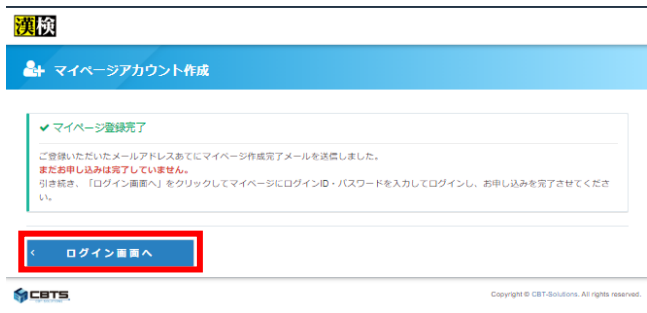 漢検
マイページアカウント作成
マイページ登録完了
ご登録いただいたメールアドレスあてにマイページ作成完了メールを送信しました。
まだお申し込みは完了していません。
引き続き、「ログイン画面へ」をクリックしてマイページにログインID・パスワードを入力してログインし、お申し込みを完了させてくださ
い。
ログイン画面へ
CBTS
Copyright © CBT-Solutions. All rights reserved.